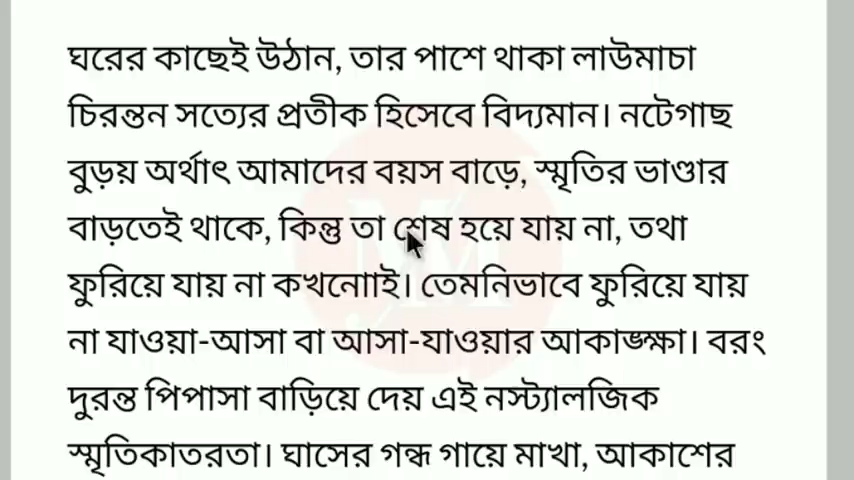 ঘরের কাছেই উঠান, তার পাশে থাকা লাউমাচা
চিরন্তন সত্যের প্রতীক হিসেবে বিদ্যমান। নটেগাছ
বুড়য় অর্থাৎ আমাদের বয়স বাড়ে, স্মৃতির ভাণ্ডার
বাড়তেই থাকে, কিন্তু তা শেষ হয়ে যায় না, তথা
ফুরিয়ে যায় না কখনোাই। তেমনিভাবে ফুরিয়ে যায়
না যাওয়া-আসা বা আসা-যাওয়ার আকাঙ্ক্ষা। বরং
দুরন্ত পিপাসা বাড়িয়ে দেয় এই নস্ট্যালজিক
স্মৃতিকাতরতা। ঘাসের গন্ধ গায়ে মাখা, আকাশের